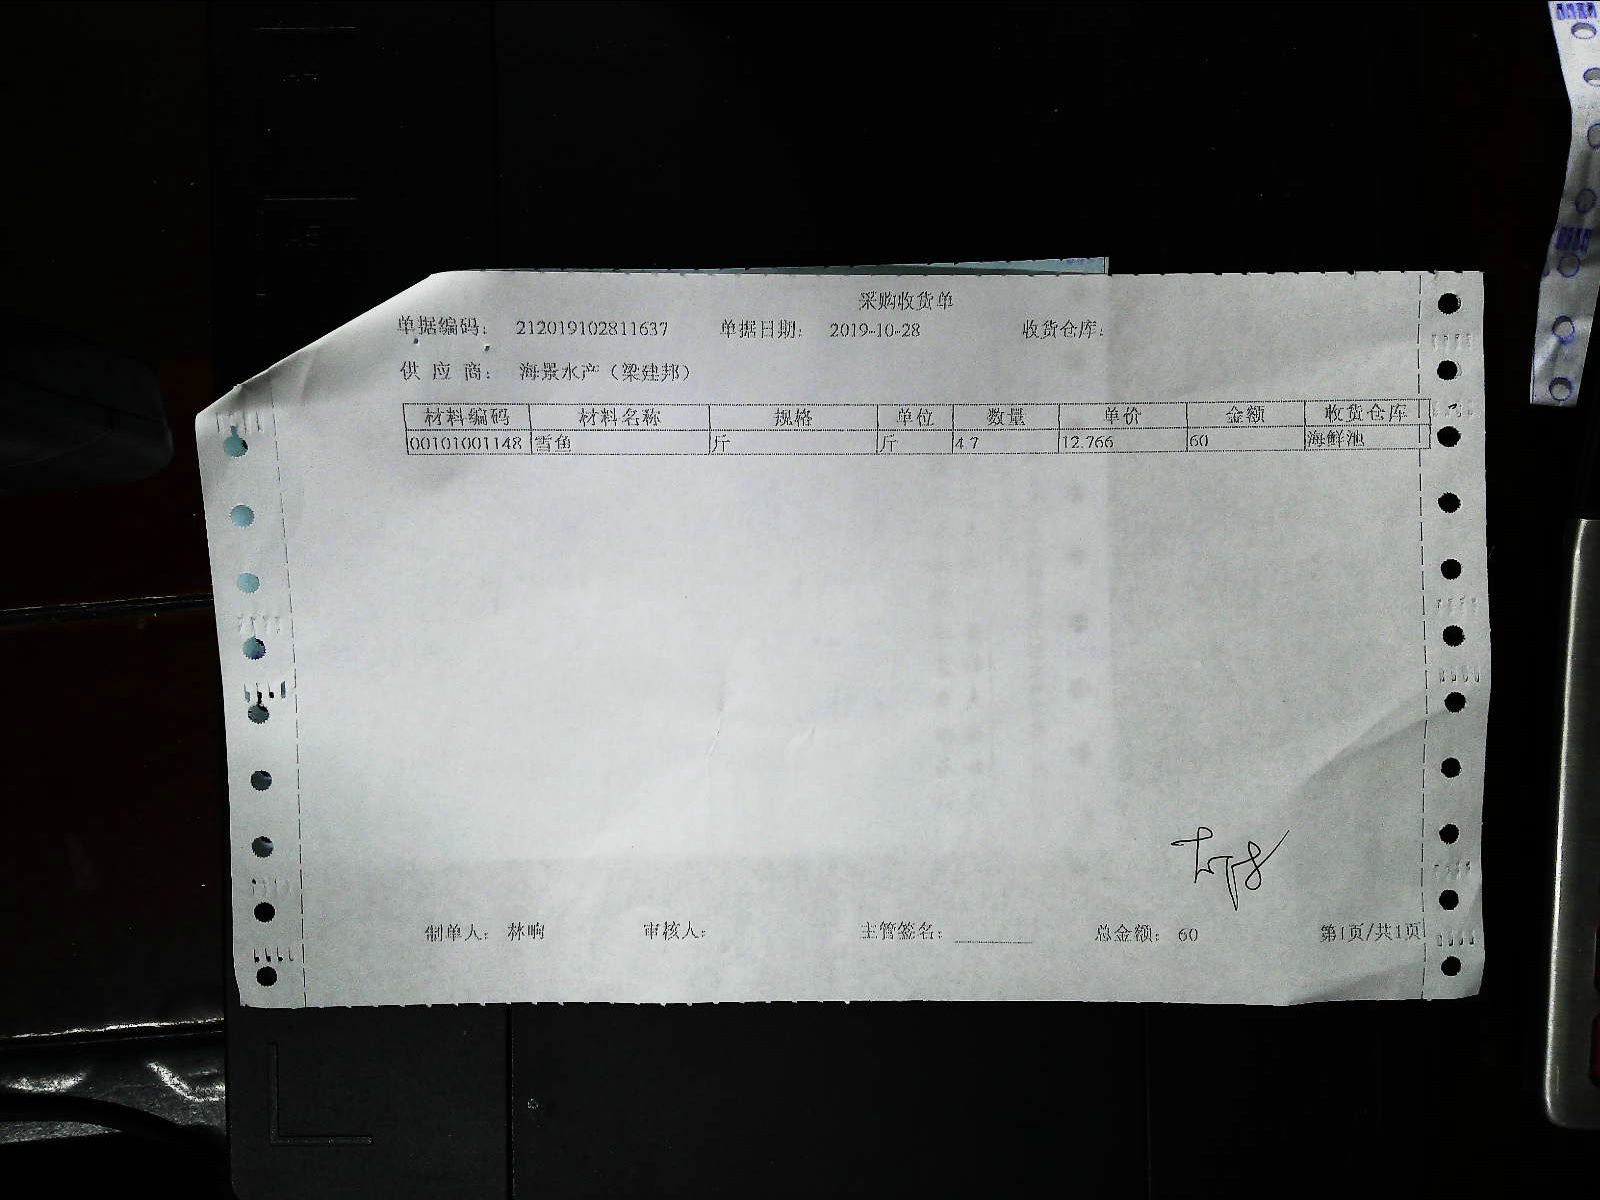 采购收货单
单据编码: 212019102811637 单据日期: 2019-10-28 收货仓库:
供 应 商: 海景水产（梁建邦）
材料编码 材料名称 规格 单位 数量 单价 金额 收货仓库
00101001148 雪鱼 斤 斤 4.7 12.766 60 海鲜池
制单人: 林晌 审核人: 主管签名: 总金额: 60 第1页/共1页